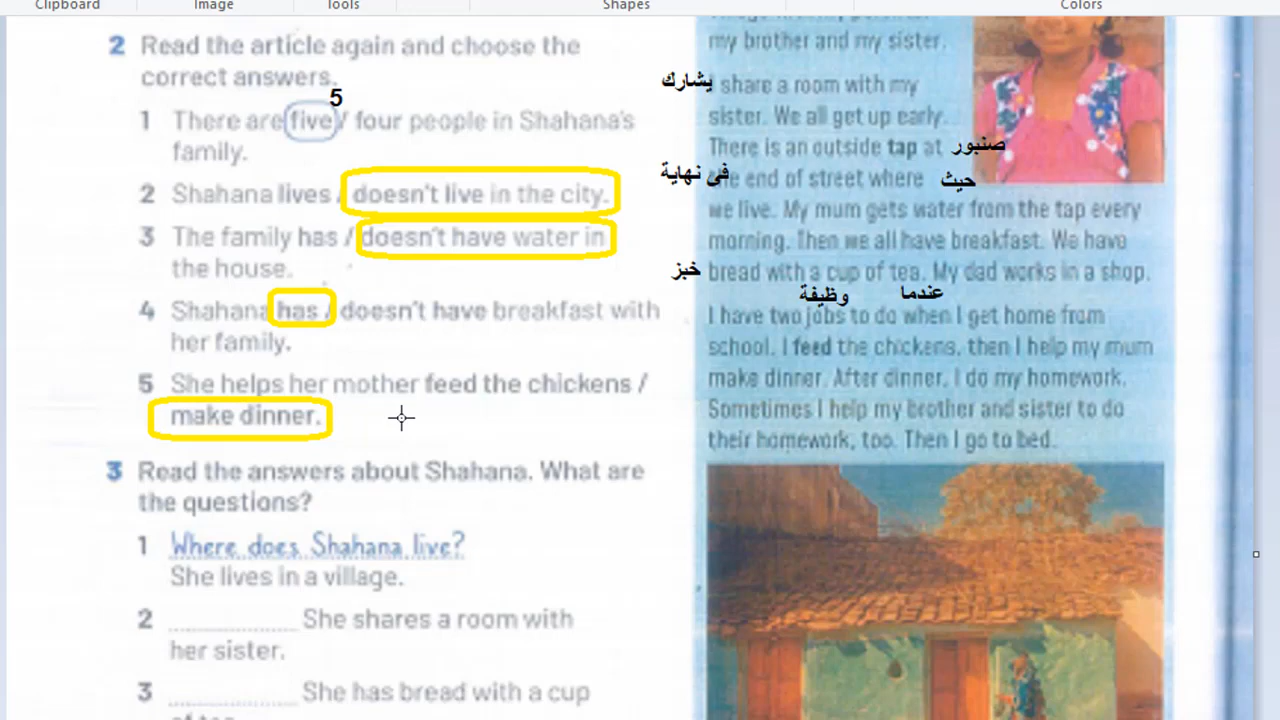 Clipboard Image Tools Shapes Colors
2 Read the article again and choose the
correct answers.
5
1 There are five / four people in Shahana's
family.
2 Shahana lives / doesn't live in the city.
3 The family has / doesn't have water in
the house.
4 Shahana has / doesn't have breakfast with
her family.
5 She helps her mother feed the chickens /
make dinner.
3 Read the answers about Shahana. What are
the questions?
1 Where does Shahana live?
She lives in a village.
2 .............. She shares a room with
her sister.
3 .............. She has bread with a cup
of tea.
my brother and my sister.
يشارك
share a room with my
sister. We all get up early.
There is an outside tap at
صنبور
فى نهاية
the end of street where
حيث
we live. My mum gets water from the tap every
morning. Then we all have breakfast. We have
خبز
bread with a cup of tea. My dad works in a shop.
وظيفة عندما
I have two jobs to do when I get home from
school. I feed the chickens, then I help my mum
make dinner. After dinner, I do my homework.
Sometimes I help my brother and sister to do
their homework, too. Then I go to bed.